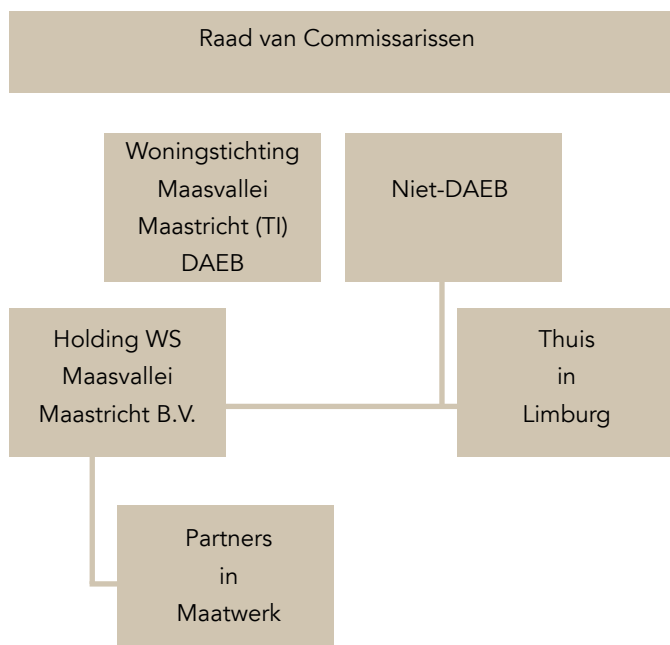 Raad van Commissarissen
Woningstichting
Maasvallei
Maastricht (TI)
DAEB
Niet-DAEB
Holding WS
Maasvallei
Maastricht B.V.
Thuis
in
Limburg
Partners
in
Maatwerk